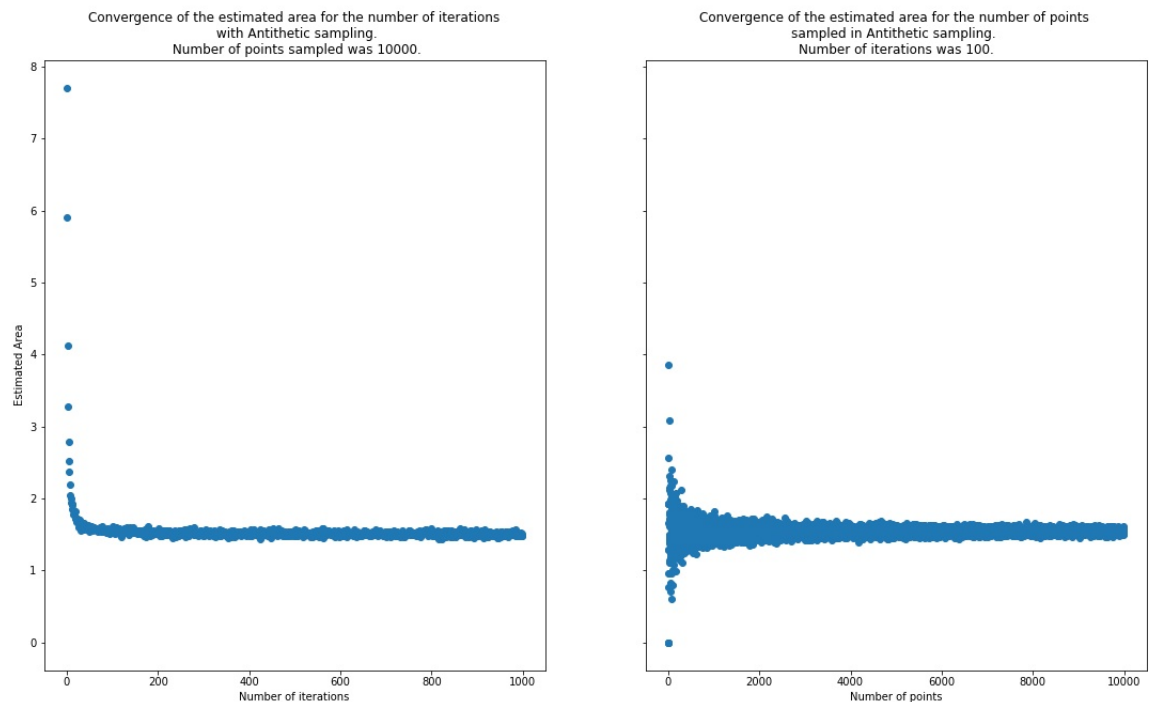 Convergence of the estimated area for the number of iterations
with Antithetic sampling.
Number of points sampled was 10000.
8
7
6
5
4
3
2
1
0
Estimated Area
0 200 400 600 800 1000
Number of iterations
Convergence of the estimated area for the number of points
sampled in Antithetic sampling.
Number of iterations was 100.
0 2000 4000 6000 8000 10000
Number of points